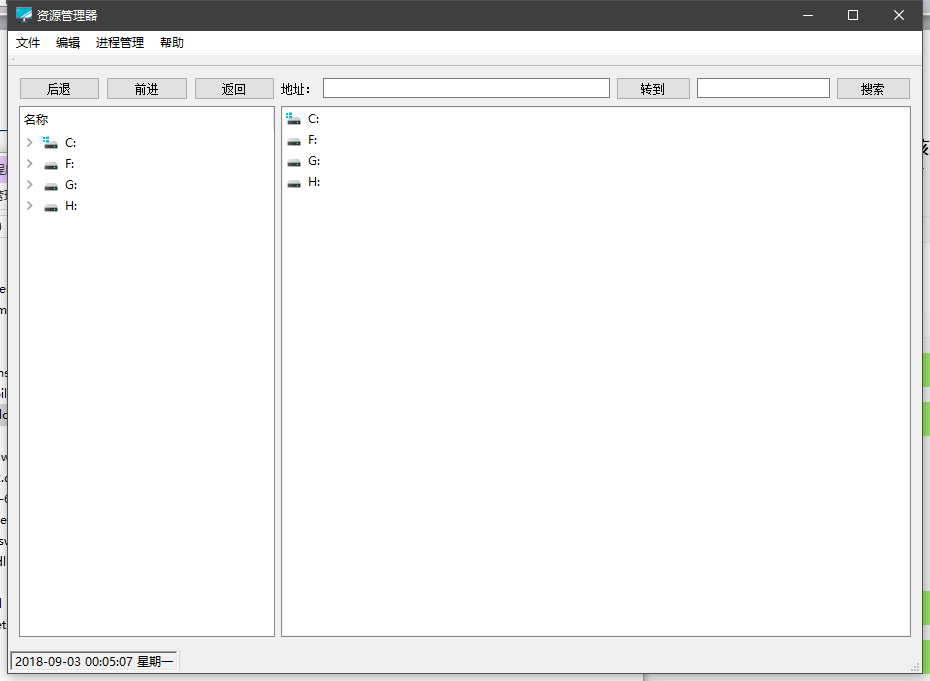 资源管理器
文件 编辑 进程管理 帮助
后退 前进 返回 地址: 转到 搜索
名称
C:
F:
G:
H:
C:
F:
G:
H:
2018-09-03 00:05:07 星期一